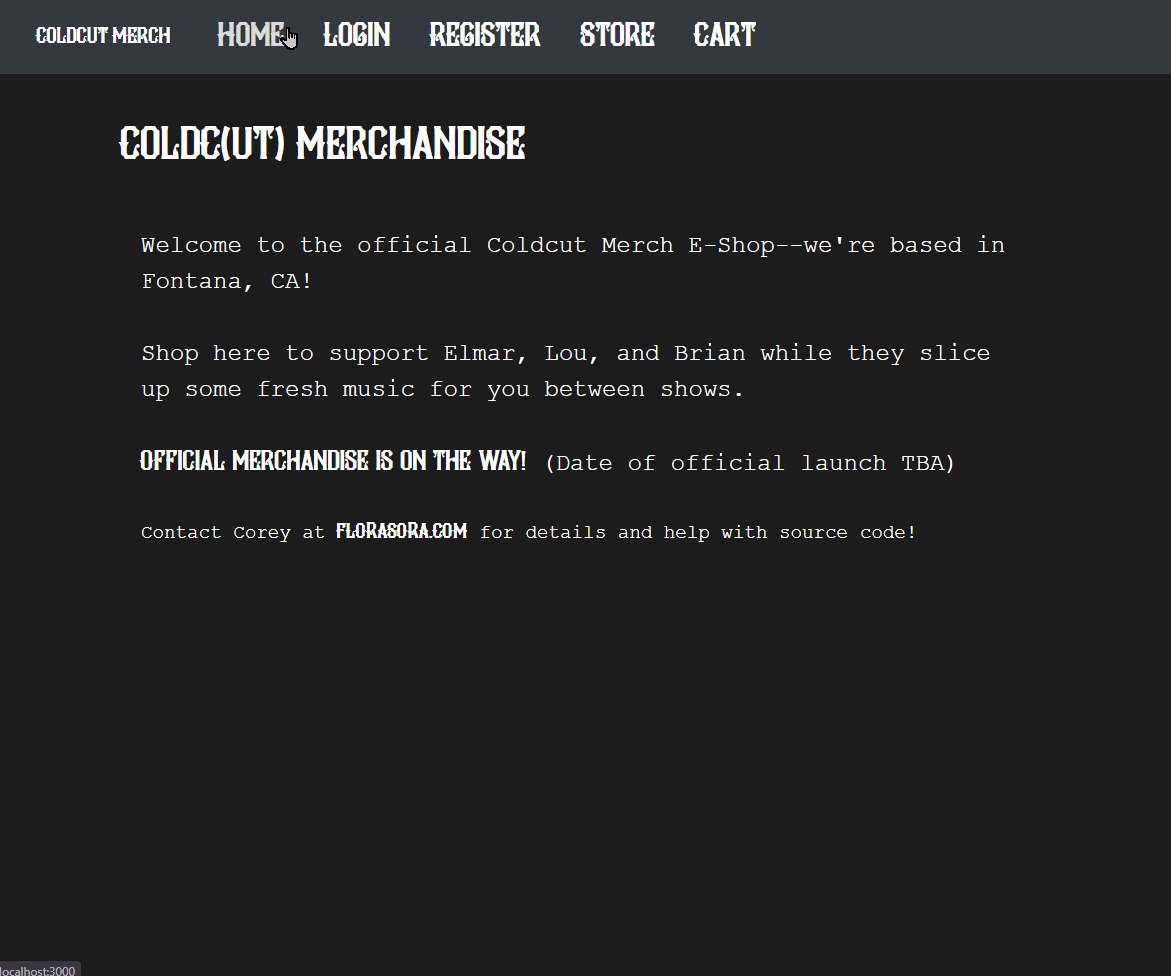 COLDCUT MERCH HOME LOGIN REGISTER STORE CART
COLDC(UT) MERCHANDISE
Welcome to the official Coldcut Merch E-Shop--we're based in
Fontana, CA!
Shop here to support Elmar, Lou, and Brian while they slice
up some fresh music for you between shows.
OFFICIAL MERCHANDISE IS ON THE WAY! (Date of official launch TBA)
Contact Corey at FLORASORA.COM for details and help with source code!
localhost:3000